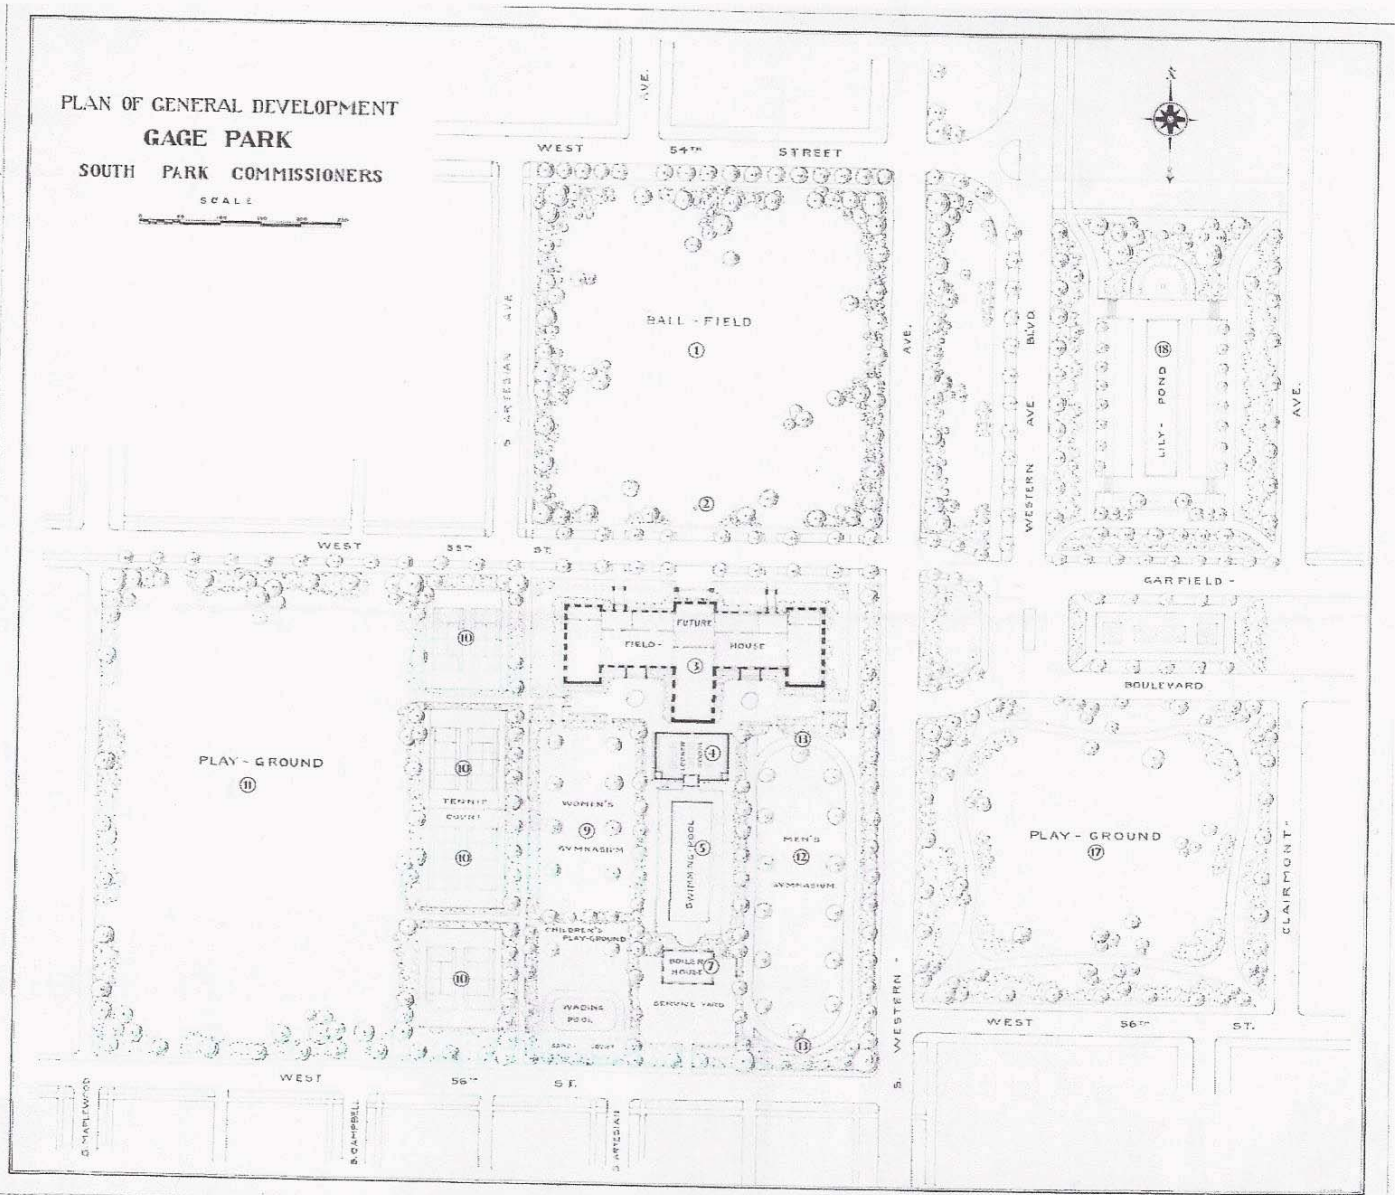 PLAN OF GENERAL DEVELOPMENT
GAGE PARK
SOUTH PARK COMMISSIONERS
SCALE
N
AVE.
WEST 54TH STREET
S ARTESIAN AVE
BALL-FIELD
1
2
AVE.
WESTERN AVE BLVD
18
LILY-POND
AVE.
WEST 55TH ST.
GARFIELD-
BOULEVARD
FUTURE
FIELD- HOUSE
3
10
PLAY-GROUND
11
10
TENNIS
COURT
10
10
WOMEN'S
9
GYMNASIUM
CHILDREN'S
PLAY-GROUND
WADING
POOL
4
SWIMMING-POOL
5
BOILER
HOUSE
7
SERVICE YARD
13
MEN'S
12
GYMNASIUM
13
PLAY-GROUND
17
CLAIRMONT-
S. WESTERN-
WEST 56TH ST.
WEST 56TH ST.
S. MAPLEWOOD
S. CAMPBELL
S ARTESIAN